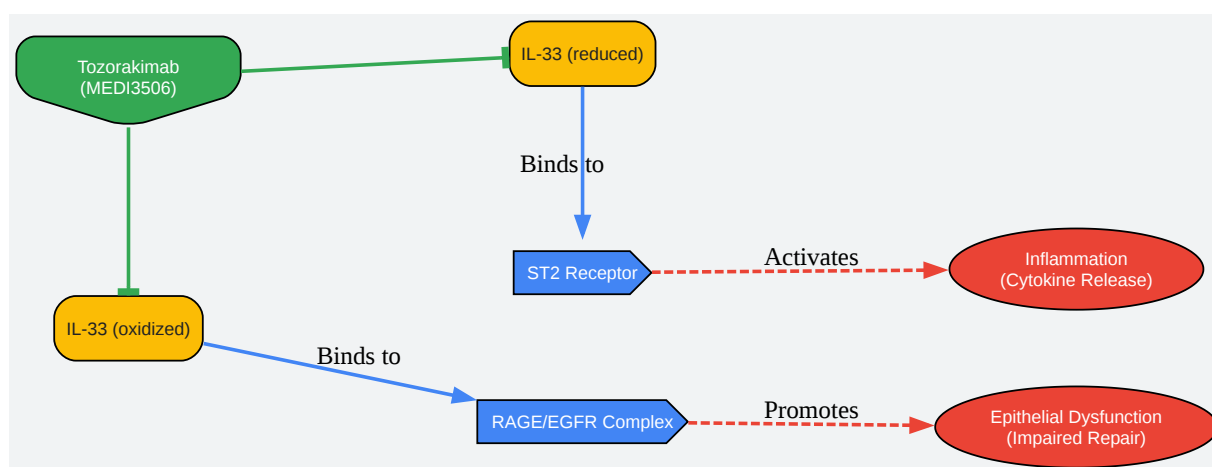 Tozorakimab
(MEDI3506)
IL-33 (reduced)
Binds to
ST2 Receptor
Activates
Inflammation
(Cytokine Release)
IL-33 (oxidized)
Binds to
RAGE/EGFR Complex
Promotes
Epithelial Dysfunction
(Impaired Repair)